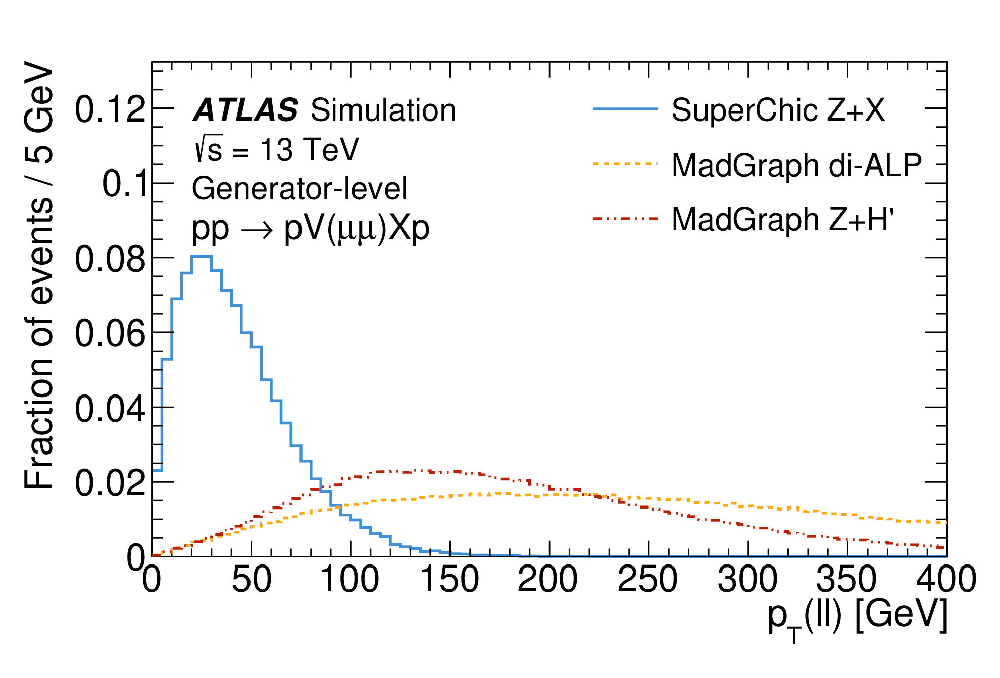 Fraction of events / 5 GeV
0.12
0.1
0.08
0.06
0.04
0.02
0
ATLAS Simulation
√s = 13 TeV
Generator-level
pp → pV(μμ)Xp
SuperChic Z+X
MadGraph di-ALP
MadGraph Z+H'
0 50 100 150 200 250 300 350 400
p_T(ll) [GeV]